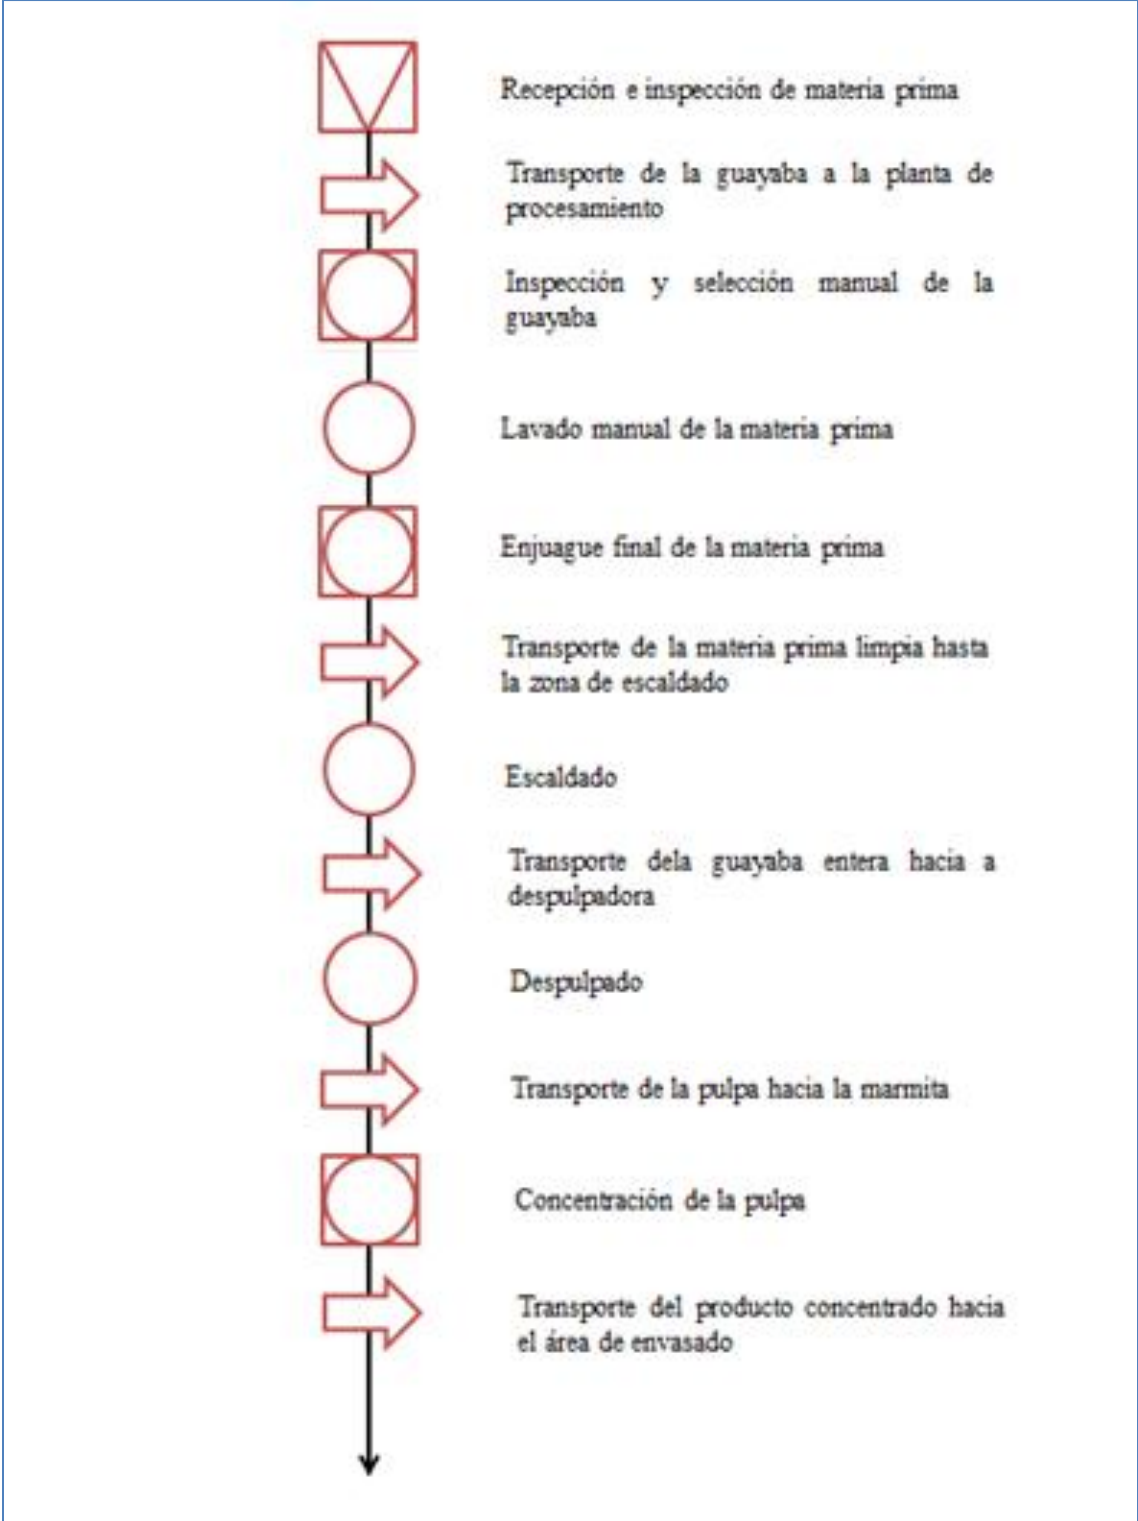 Recepción e inspección de materia prima
Transporte de la guayaba a la planta de
procesamiento
Inspección y selección manual de la
guayaba
Lavado manual de la materia prima
Enjuague final de la materia prima
Transporte de la materia prima limpia hasta
la zona de escaldado
Escaldado
Transporte dela guayaba entera hacia a
despulpadora
Despulpado
Transporte de la pulpa hacia la marmita
Concentración de la pulpa
Transporte del producto concentrado hacia
el área de envasado